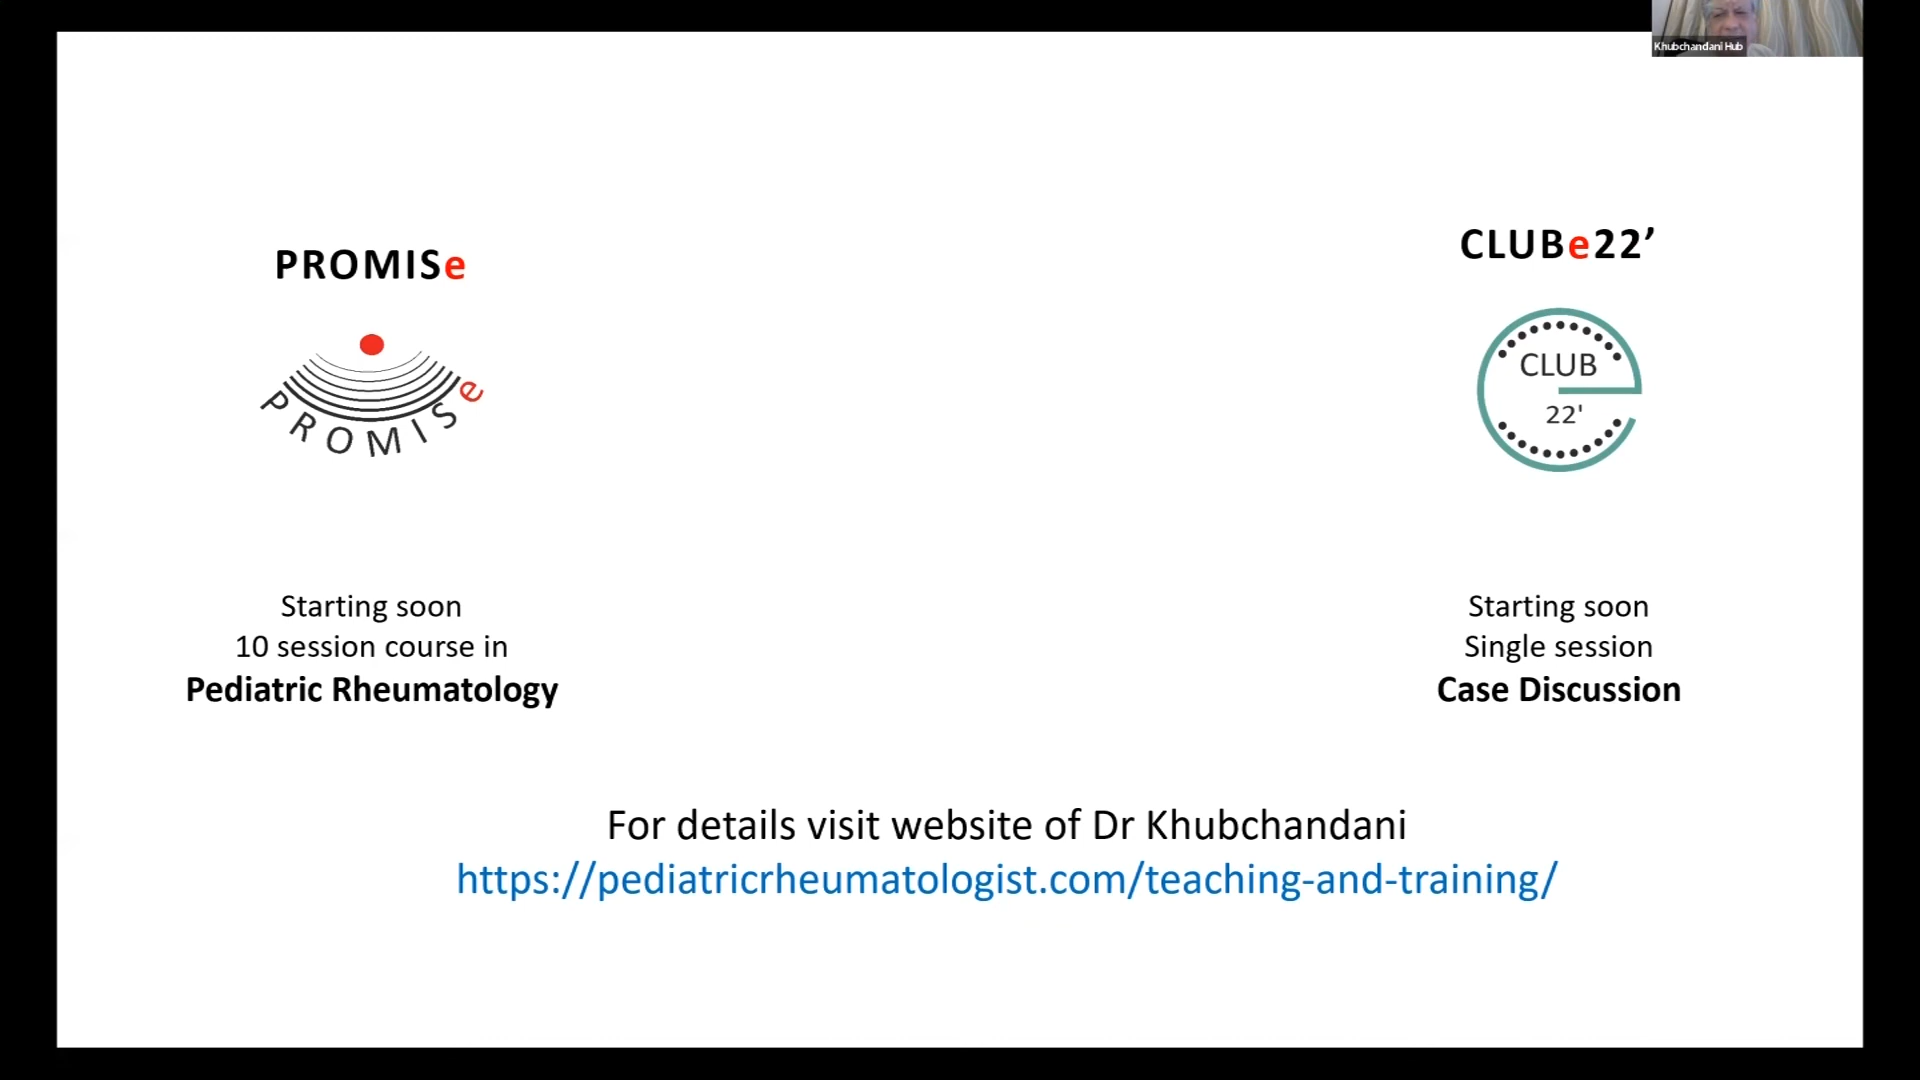 Khubchandani Hub
PROMISe
PROMISe
Starting soon
10 session course in
Pediatric Rheumatology
CLUBe22’
CLUB
22'
Starting soon
Single session
Case Discussion
For details visit website of Dr Khubchandani
https://pediatricrheumatologist.com/teaching-and-training/